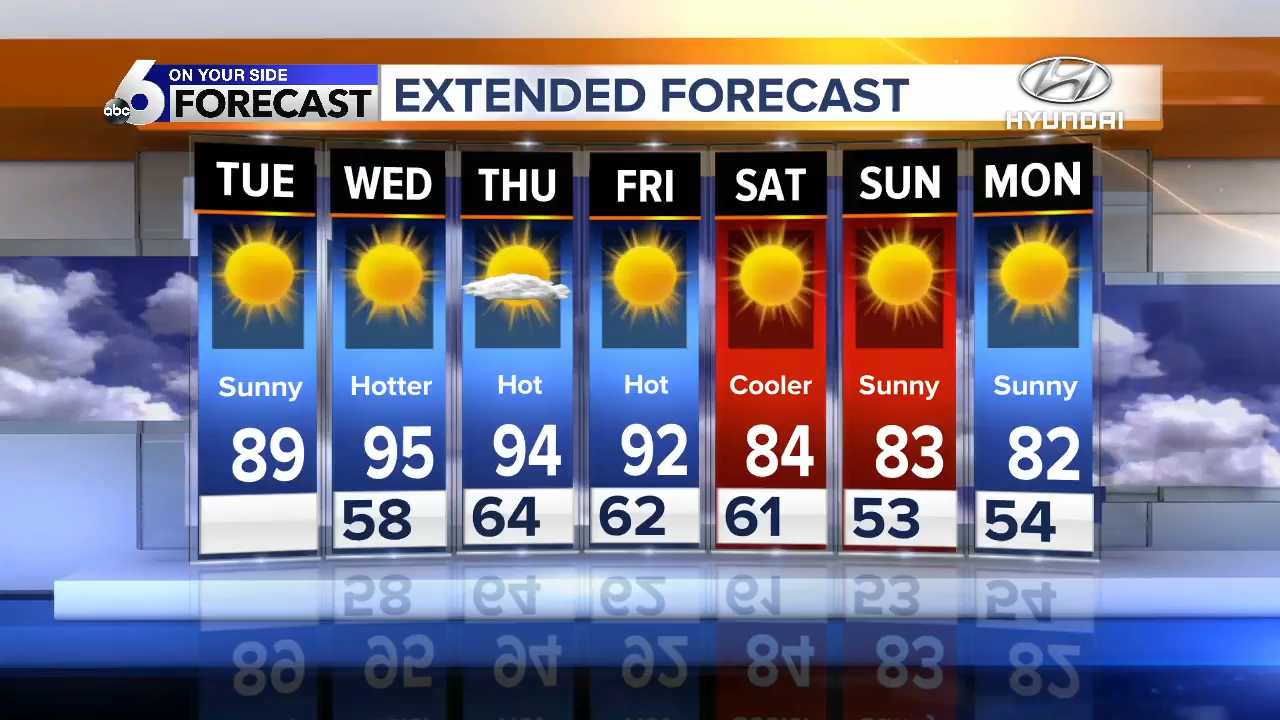 ON YOUR SIDE
abc 6 FORECAST
EXTENDED FORECAST
HYUNDAI
TUE WED THU FRI SAT SUN MON
Sunny Hotter Hot Hot Cooler Sunny Sunny
89 95 94 92 84 83 82
58 64 62 61 53 54